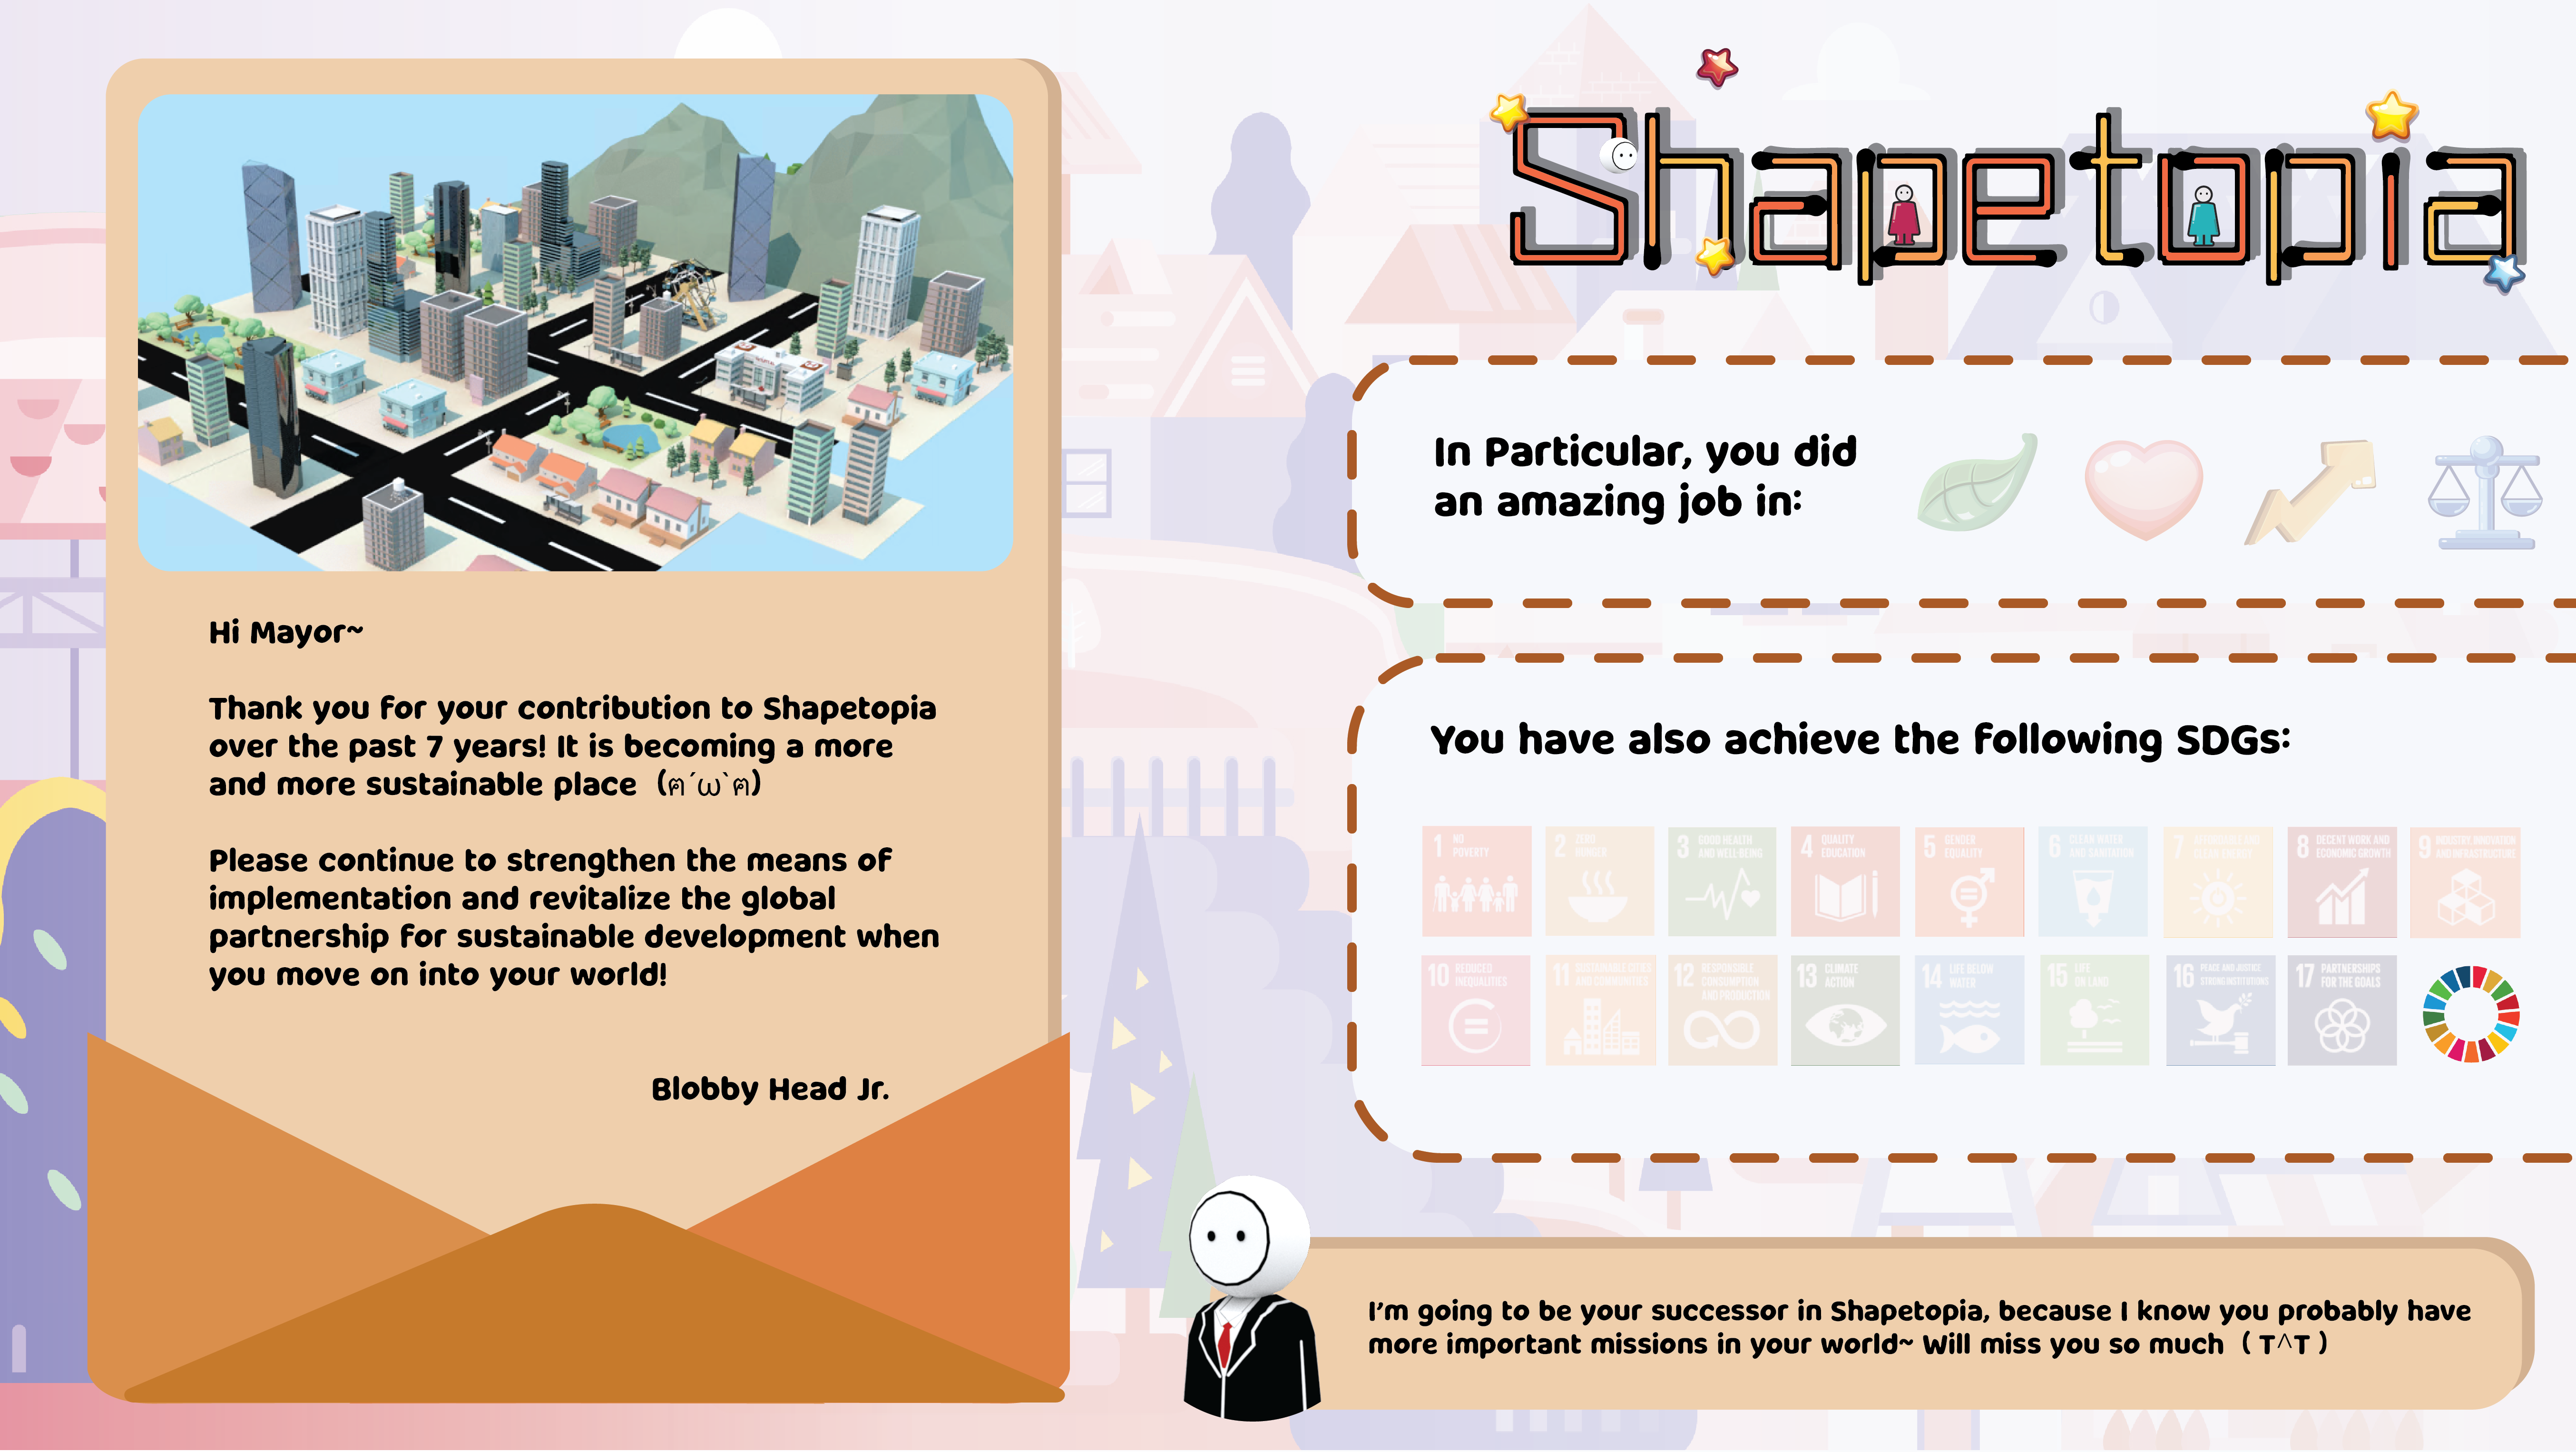 Hi Mayor~
Thank you for your contribution to Shapetopia
over the past 7 years! It is becoming a more
and more sustainable place (ฅ´ω`ฅ)
Please continue to strengthen the means of
implementation and revitalize the global
partnership for sustainable development when
you move on into your world!
Blobby Head Jr.
Shapetopia
In Particular, you did
an amazing job in:
You have also achieve the following SDGs:
1 NO
POVERTY
2 ZERO
HUNGER
3 GOOD HEALTH
AND WELL-BEING
4 QUALITY
EDUCATION
5 GENDER
EQUALITY
6 CLEAN WATER
AND SANITATION
7 AFFORDABLE AND
CLEAN ENERGY
8 DECENT WORK AND
ECONOMIC GROWTH
9 INDUSTRY, INNOVATION
AND INFRASTRUCTURE
10 REDUCED
INEQUALITIES
11 SUSTAINABLE CITIES
AND COMMUNITIES
12 RESPONSIBLE
CONSUMPTION
AND PRODUCTION
13 CLIMATE
ACTION
14 LIFE BELOW
WATER
15 LIFE
ON LAND
16 PEACE AND JUSTICE
STRONG INSTITUTIONS
17 PARTNERSHIPS
FOR THE GOALS
I'm going to be your successor in Shapetopia, because I know you probably have
more important missions in your world~ Will miss you so much ( T^T )